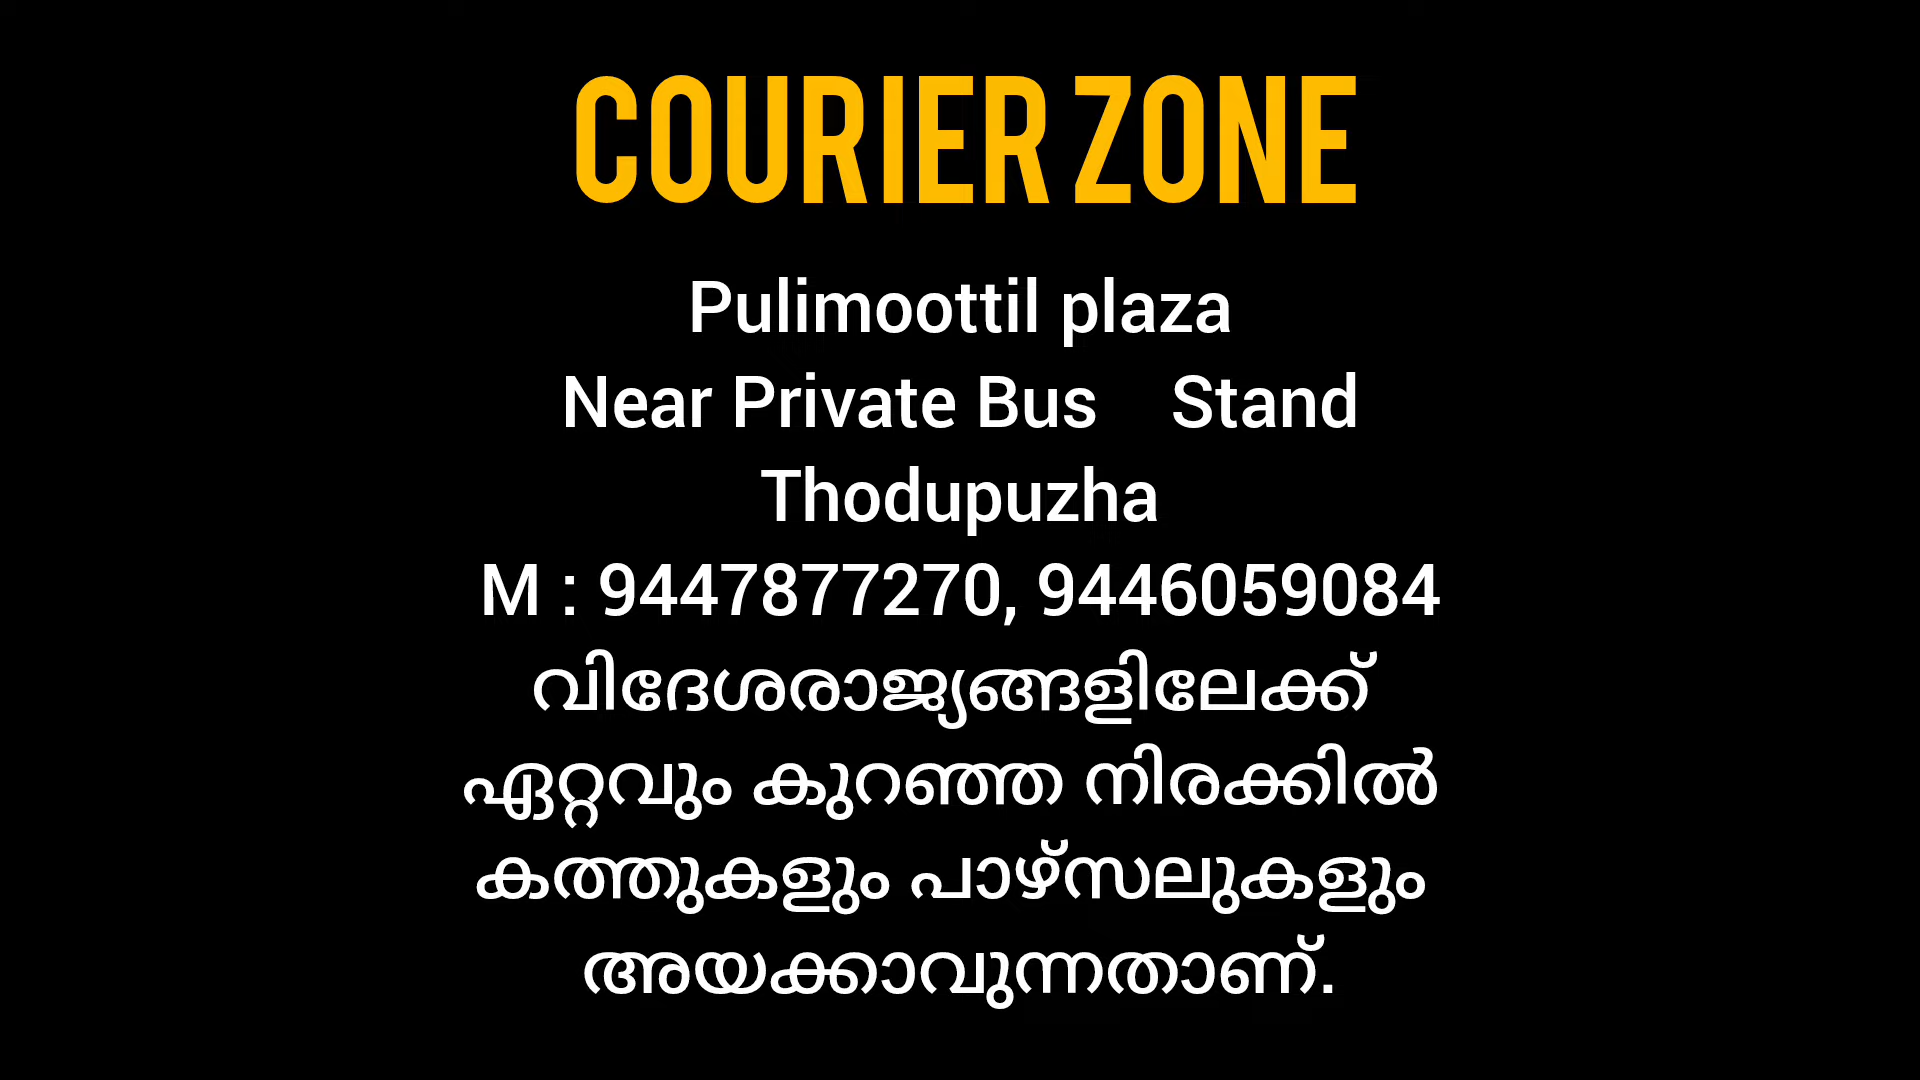 COURIER ZONE
Pulimoottil plaza
Near Private Bus    Stand
Thodupuzha
M : 9447877270, 9446059084
വിദേശരാജ്യങ്ങളിലേക്ക്
ഏറ്റവും കുറഞ്ഞ നിരക്കിൽ
കത്തുകളും പാഴ്സലുകളും
അയക്കാവുന്നതാണ്.